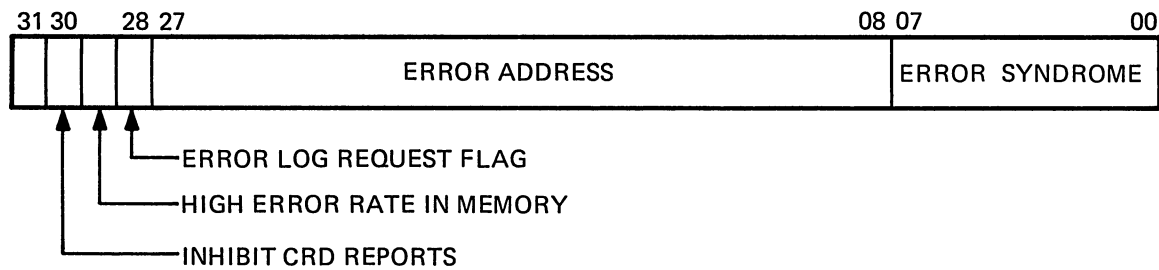 31 30 28 27 08 07 00
ERROR ADDRESS ERROR SYNDROME
ERROR LOG REQUEST FLAG
HIGH ERROR RATE IN MEMORY
INHIBIT CRD REPORTS